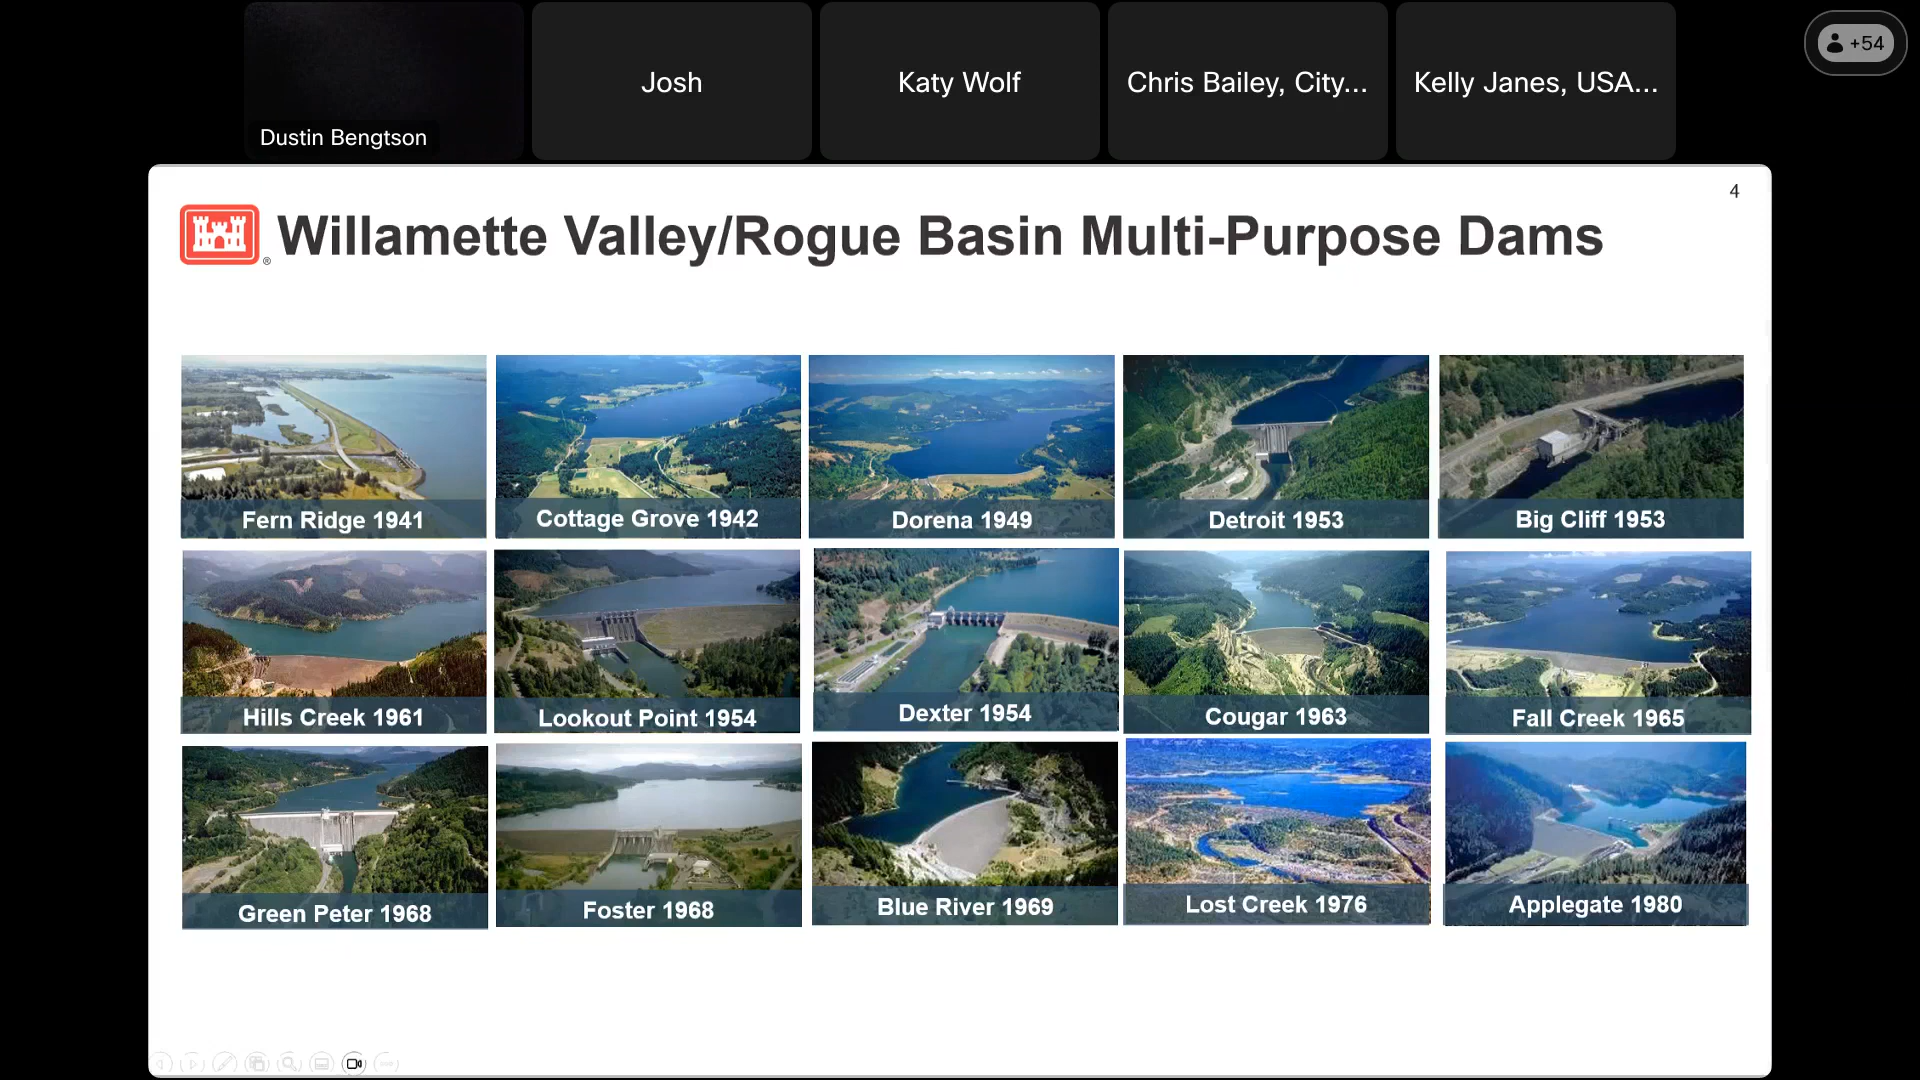 +54
Josh
Katy Wolf
Chris Bailey, City...
Kelly Janes, USA...
Dustin Bengtson
4
® Willamette Valley/Rogue Basin Multi-Purpose Dams
Fern Ridge 1941
Cottage Grove 1942
Dorena 1949
Detroit 1953
Big Cliff 1953
Hills Creek 1961
Lookout Point 1954
Dexter 1954
Cougar 1963
Fall Creek 1965
Green Peter 1968
Foster 1968
Blue River 1969
Lost Creek 1976
Applegate 1980